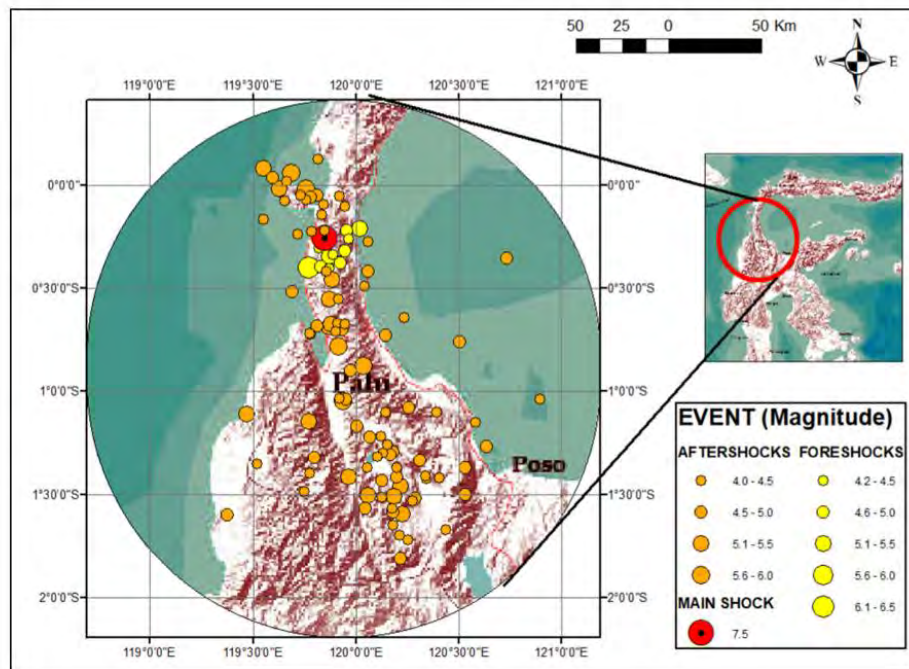 50 25 0 50 Km
N
W E
S
119°0'0"E 119°30'0"E 120°0'0"E 120°30'0"E 121°0'0"E
0°0'0" 0°0'0"
0°30'0"S 0°30'0"S
1°0'0"S 1°0'0"S
Palu
Poso
1°30'0"S 1°30'0"S
2°0'0"S 2°0'0"S
119°0'0"E 119°30'0"E 120°0'0"E 120°30'0"E 121°0'0"E
EVENT (Magnitude)
AFTERSHOCKS FORESHOCKS
4.0 - 4.5 4.2 - 4.5
4.5 - 5.0 4.6 - 5.0
5.1 - 5.5 5.1 - 5.5
5.6 - 6.0 5.6 - 6.0
MAIN SHOCK 6.1 - 6.5
7.5